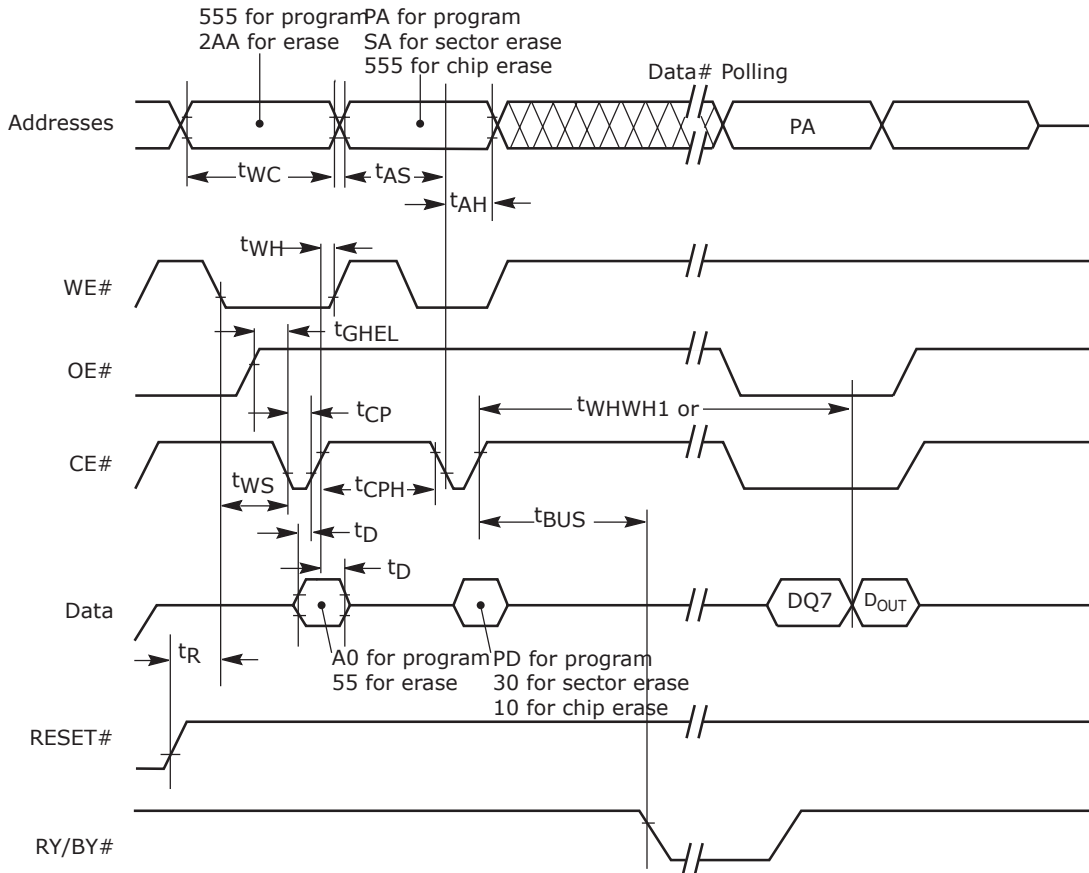 555 for program
2AA for erase
PA for program
SA for sector erase
555 for chip erase
Data# Polling
Addresses
PA
tWC
tAS
tAH
tWH
WE#
tGHEL
OE#
tCP
tWHWH1 or
CE#
tWS
tCPH
tBUS
tD
tD
Data
DQ7
DOUT
tR
A0 for program
55 for erase
PD for program
30 for sector erase
10 for chip erase
RESET#
RY/BY#